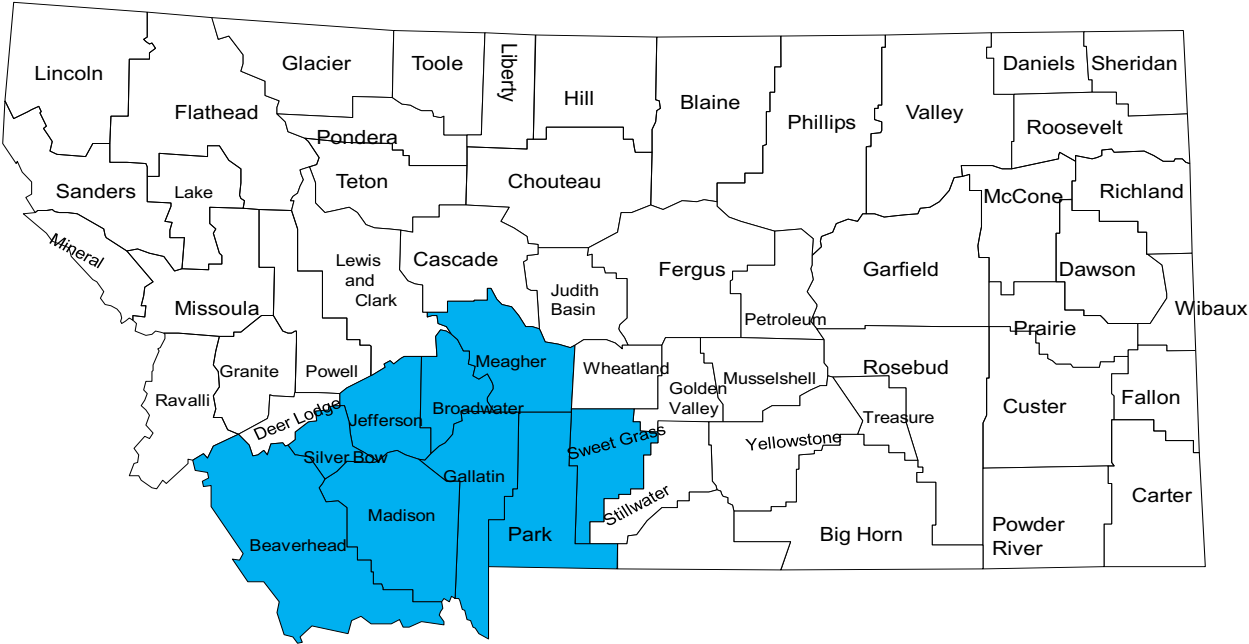 Lincoln
Flathead
Glacier
Toole
Liberty
Hill
Blaine
Phillips
Valley
Daniels
Sheridan
Roosevelt
Pondera
Teton
Chouteau
Sanders
Lake
McCone
Richland
Mineral
Lewis
and
Clark
Cascade
Judith
Basin
Fergus
Petroleum
Garfield
Dawson
Wibaux
Missoula
Prairie
Meagher
Wheatland
Golden
Valley
Musselshell
Rosebud
Ravalli
Granite
Powell
Deer Lodge
Jefferson
Broadwater
Treasure
Custer
Fallon
Silver Bow
Gallatin
Sweet Grass
Yellowstone
Stillwater
Carter
Madison
Beaverhead
Park
Big Horn
Powder
River